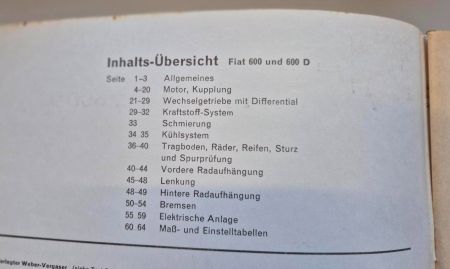 Inhalts-Übersicht Fiat 600 und 600 D
Seite 1–3 Allgemeines
4–20 Motor, Kupplung
21–29 Wechselgetriebe mit Differential
29–32 Kraftstoff-System
33 Schmierung
34 35 Kühlsystem
36–40 Tragboden, Räder, Reifen, Sturz
und Spurprüfung
40–44 Vordere Radaufhängung
45–48 Lenkung
48–49 Hintere Radaufhängung
50–54 Bremsen
55 59 Elektrische Anlage
60 64 Maß- und Einstelltabellen
Weber-Vergaser